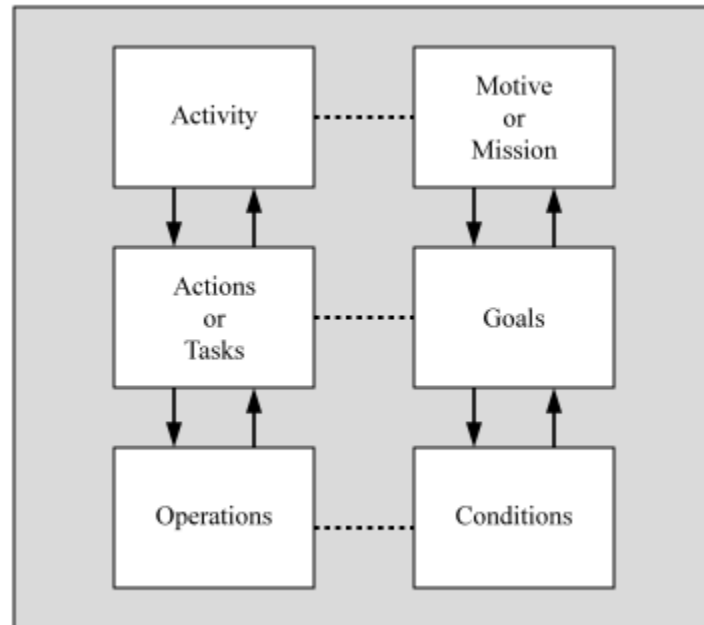 Activity
Motive
or
Mission
Actions
or
Tasks
Goals
Operations
Conditions